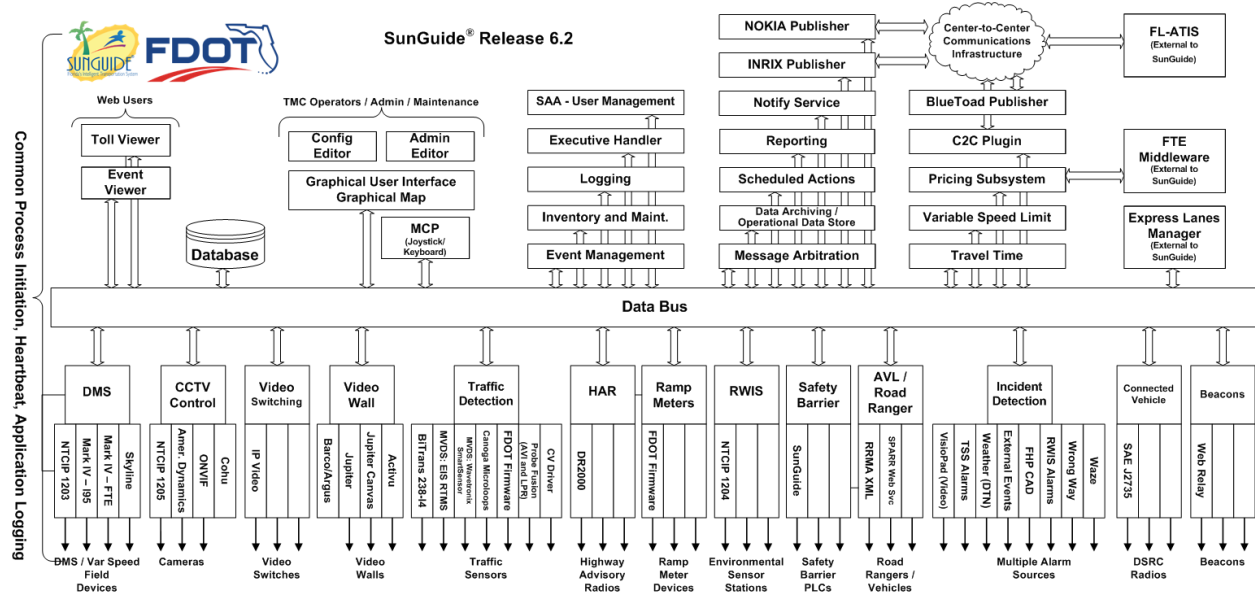 SUNGUIDE
FDOT
SunGuide® Release 6.2
Common Process Initiation, Heartbeat, Application Logging
Web Users
Toll Viewer
Event
Viewer
Database
TMC Operators / Admin / Maintenance
Config
Editor
Admin
Editor
Graphical User Interface
Graphical Map
MCP
(Joystick/
Keyboard)
SAA - User Management
Executive Handler
Logging
Inventory and Maint.
Event Management
NOKIA Publisher
INRIX Publisher
Notify Service
Reporting
Scheduled Actions
Data Archiving /
Operational Data Store
Message Arbitration
Center-to-Center
Communications
Infrastructure
BlueToad Publisher
C2C Plugin
Pricing Subsystem
Variable Speed Limit
Travel Time
FL-ATIS
(External to
SunGuide)
FTE
Middleware
(External to
SunGuide)
Express Lanes
Manager
(External to
SunGuide)
Data Bus
DMS
NTCIP 1203
Mark IV – I95
Mark IV – FTE
Skyline
DMS / Var Speed
Field
Devices
CCTV
Control
NTCIP 1205
Amer. Dynamics
ONVIF
Cohu
Cameras
Video
Switching
IP Video
Video
Switches
Video
Wall
Barco/Argus
Jupiter
Jupiter Canvas
Activu
Video
Walls
Traffic
Detection
BiTrans 238-I4
MVDS: EIS RTMS
MVDS: Wavetronix
SmartSensor
Canoga Microloops
FDOT Firmware
Probe Fusion
(AVI and LPR)
CV Driver
Traffic
Sensors
HAR
DR2000
Highway
Advisory
Radios
Ramp
Meters
FDOT Firmware
Ramp
Meter
Devices
RWIS
NTCIP 1204
Environmental
Sensor
Stations
Safety
Barrier
SunGuide
Safety
Barrier
PLCs
AVL /
Road
Ranger
RRMA XML
SPARR Web Svc
Road
Rangers /
Vehicles
Incident
Detection
VisioPad (Video)
TSS Alarms
Weather (DTN)
External Events
FHP CAD
RWIS Alarms
Wrong Way
Waze
Multiple Alarm
Sources
Connected
Vehicle
SAE J2735
DSRC
Radios
Beacons
Web Relay
Beacons